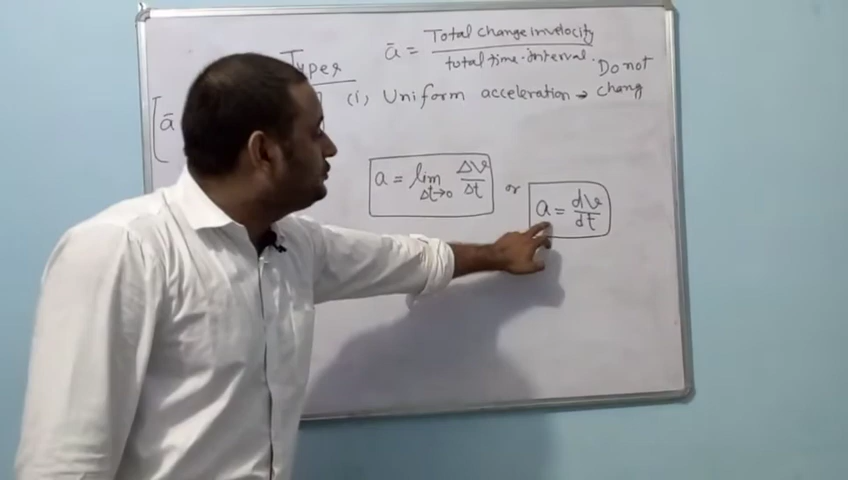 Types
ā = Total change in velocity / total time interval.
(i) Uniform acceleration → Do not chang
[ā
a = lim Δt→0 Δv/Δt or a = dv/dt